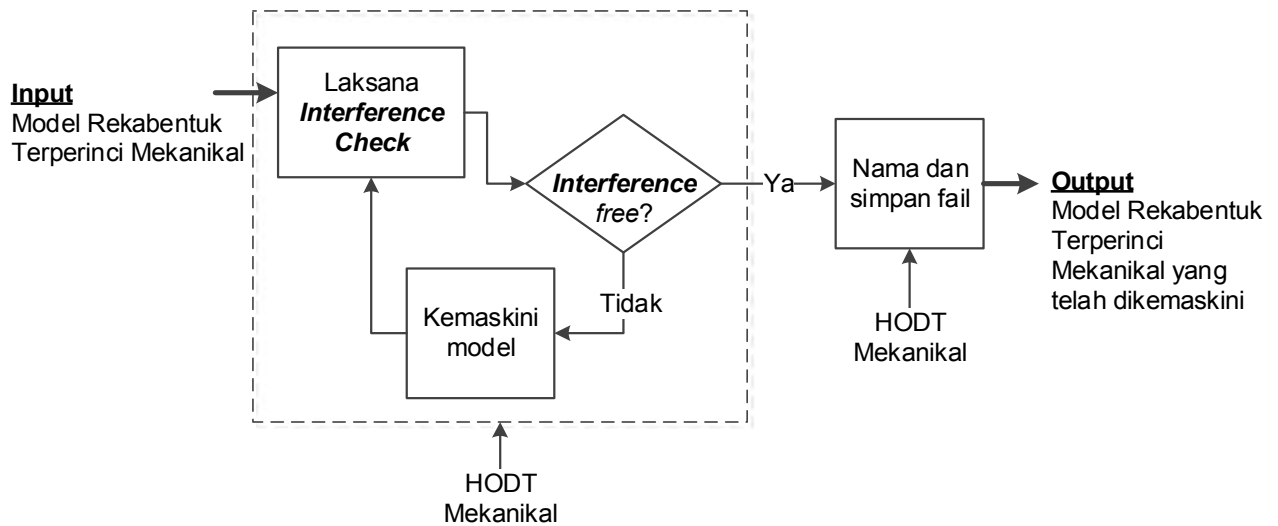 Input
Model Rekabentuk
Terperinci Mekanikal
Laksana
Interference
Check
Interference
free?
Ya
Tidak
Kemaskini
model
HODT
Mekanikal
Nama dan
simpan fail
HODT
Mekanikal
Output
Model Rekabentuk
Terperinci
Mekanikal yang
telah dikemaskini